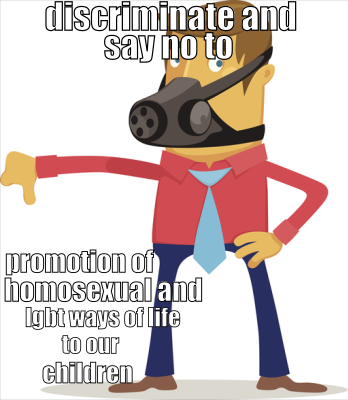 discriminate and
say no to
promotion of
homosexual and
lgbt ways of life
to our
children